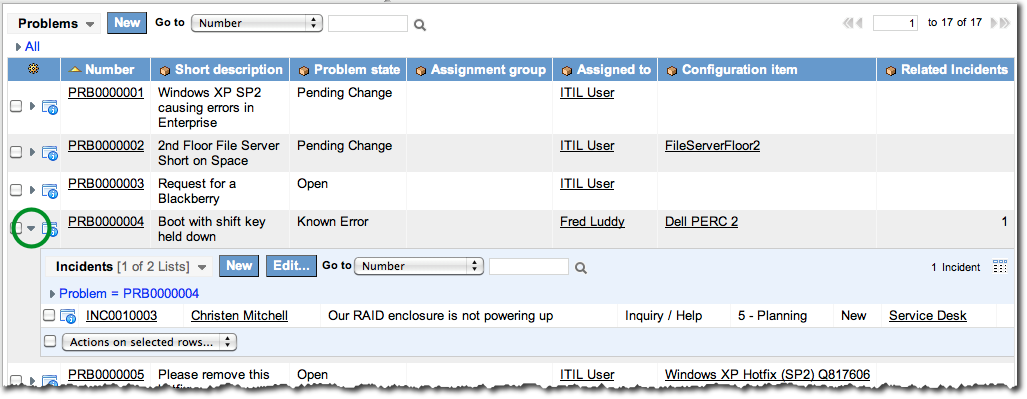 Problems New Go to Number 1 to 17 of 17
All
Number Short description Problem state Assignment group Assigned to Configuration item Related Incidents
PRB0000001 Windows XP SP2 Pending Change ITIL User
causing errors in
Enterprise
PRB0000002 2nd Floor File Server Pending Change ITIL User FileServerFloor2
Short on Space
PRB0000003 Request for a Open ITIL User
Blackberry
PRB0000004 Boot with shift key Known Error Fred Luddy Dell PERC 2 1
held down
Incidents [1 of 2 Lists] New Edit... Go to Number 1 Incident
Problem = PRB0000004
INC0010003 Christen Mitchell Our RAID enclosure is not powering up Inquiry / Help 5 - Planning New Service Desk
Actions on selected rows...
PRB0000005 Please remove this Open ITIL User Windows XP Hotfix (SP2) Q817606